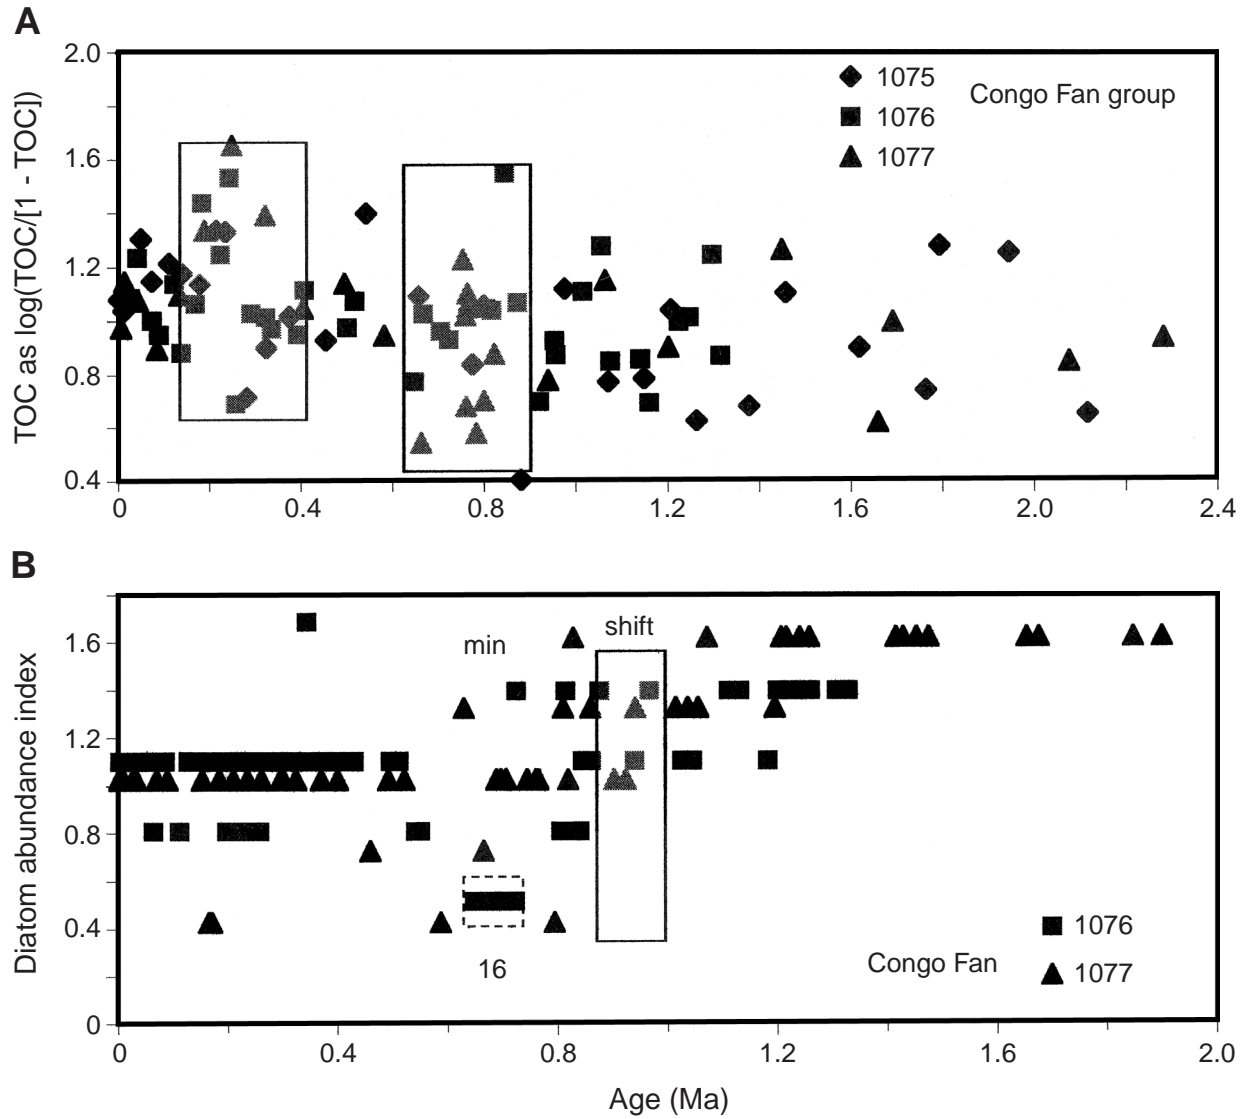 A
TOC as log(TOC/[1 - TOC])
2.0
1.6
1.2
0.8
0.4
1075
1076
1077
Congo Fan group
0 0.4 0.8 1.2 1.6 2.0 2.4
B
Diatom abundance index
1.6
1.2
0.8
0.4
0
min
shift
16
1076
1077
Congo Fan
0 0.4 0.8 1.2 1.6 2.0
Age (Ma)